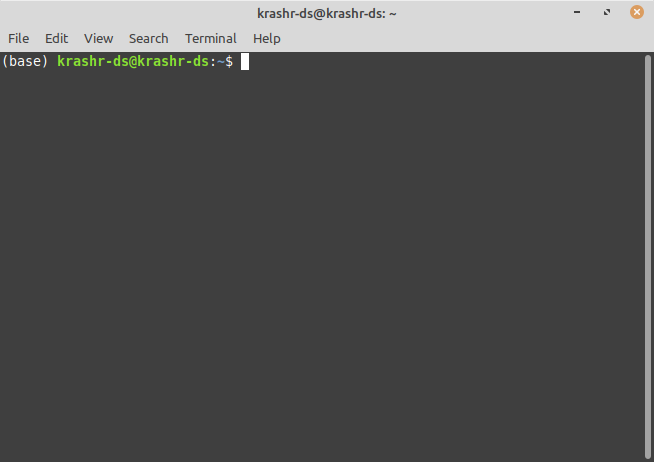 krashr-ds@krashr-ds: ~
File Edit View Search Terminal Help
(base) krashr-ds@krashr-ds:~$